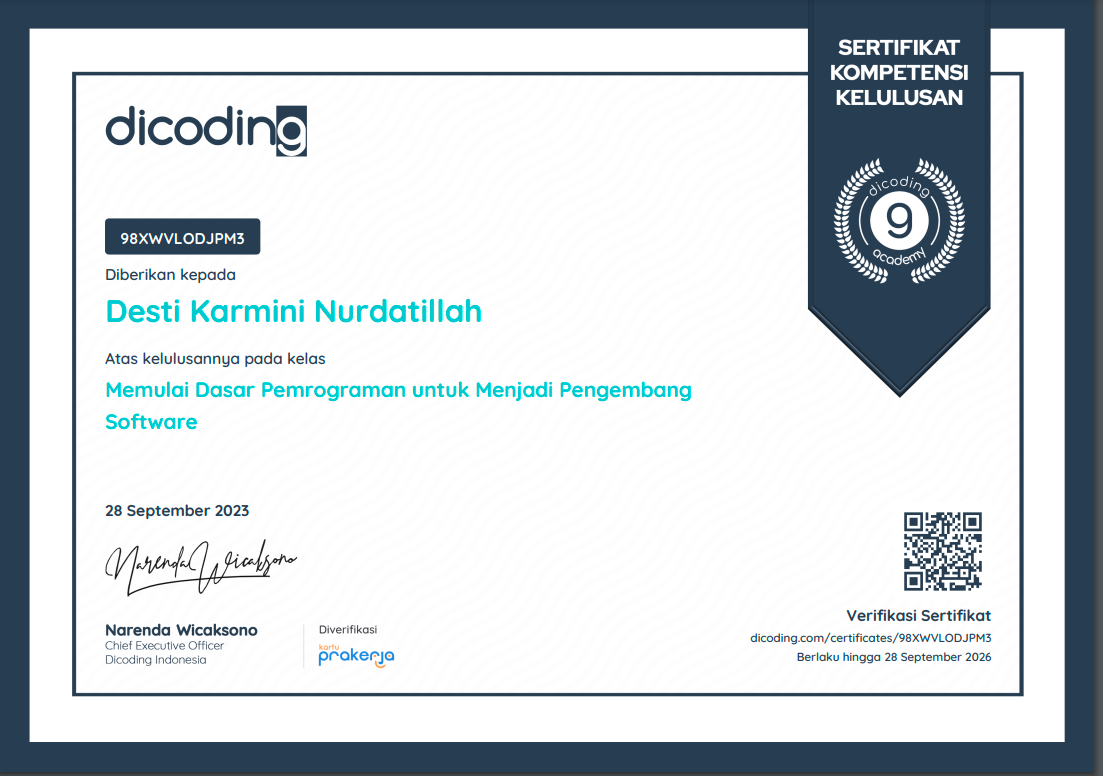 SERTIFIKAT
KOMPETENSI
KELULUSAN
dicoding
dicoding
9
academy
98XWVLODJPM3
Diberikan kepada
Desti Karmini Nurdatillah
Atas kelulusannya pada kelas
Memulai Dasar Pemrograman untuk Menjadi Pengembang
Software
28 September 2023
Narenda Wicaksono
Narenda Wicaksono
Chief Executive Officer
Dicoding Indonesia
Diverifikasi
kartu
prakerja
Verifikasi Sertifikat
dicoding.com/certificates/98XWVLODJPM3
Berlaku hingga 28 September 2026